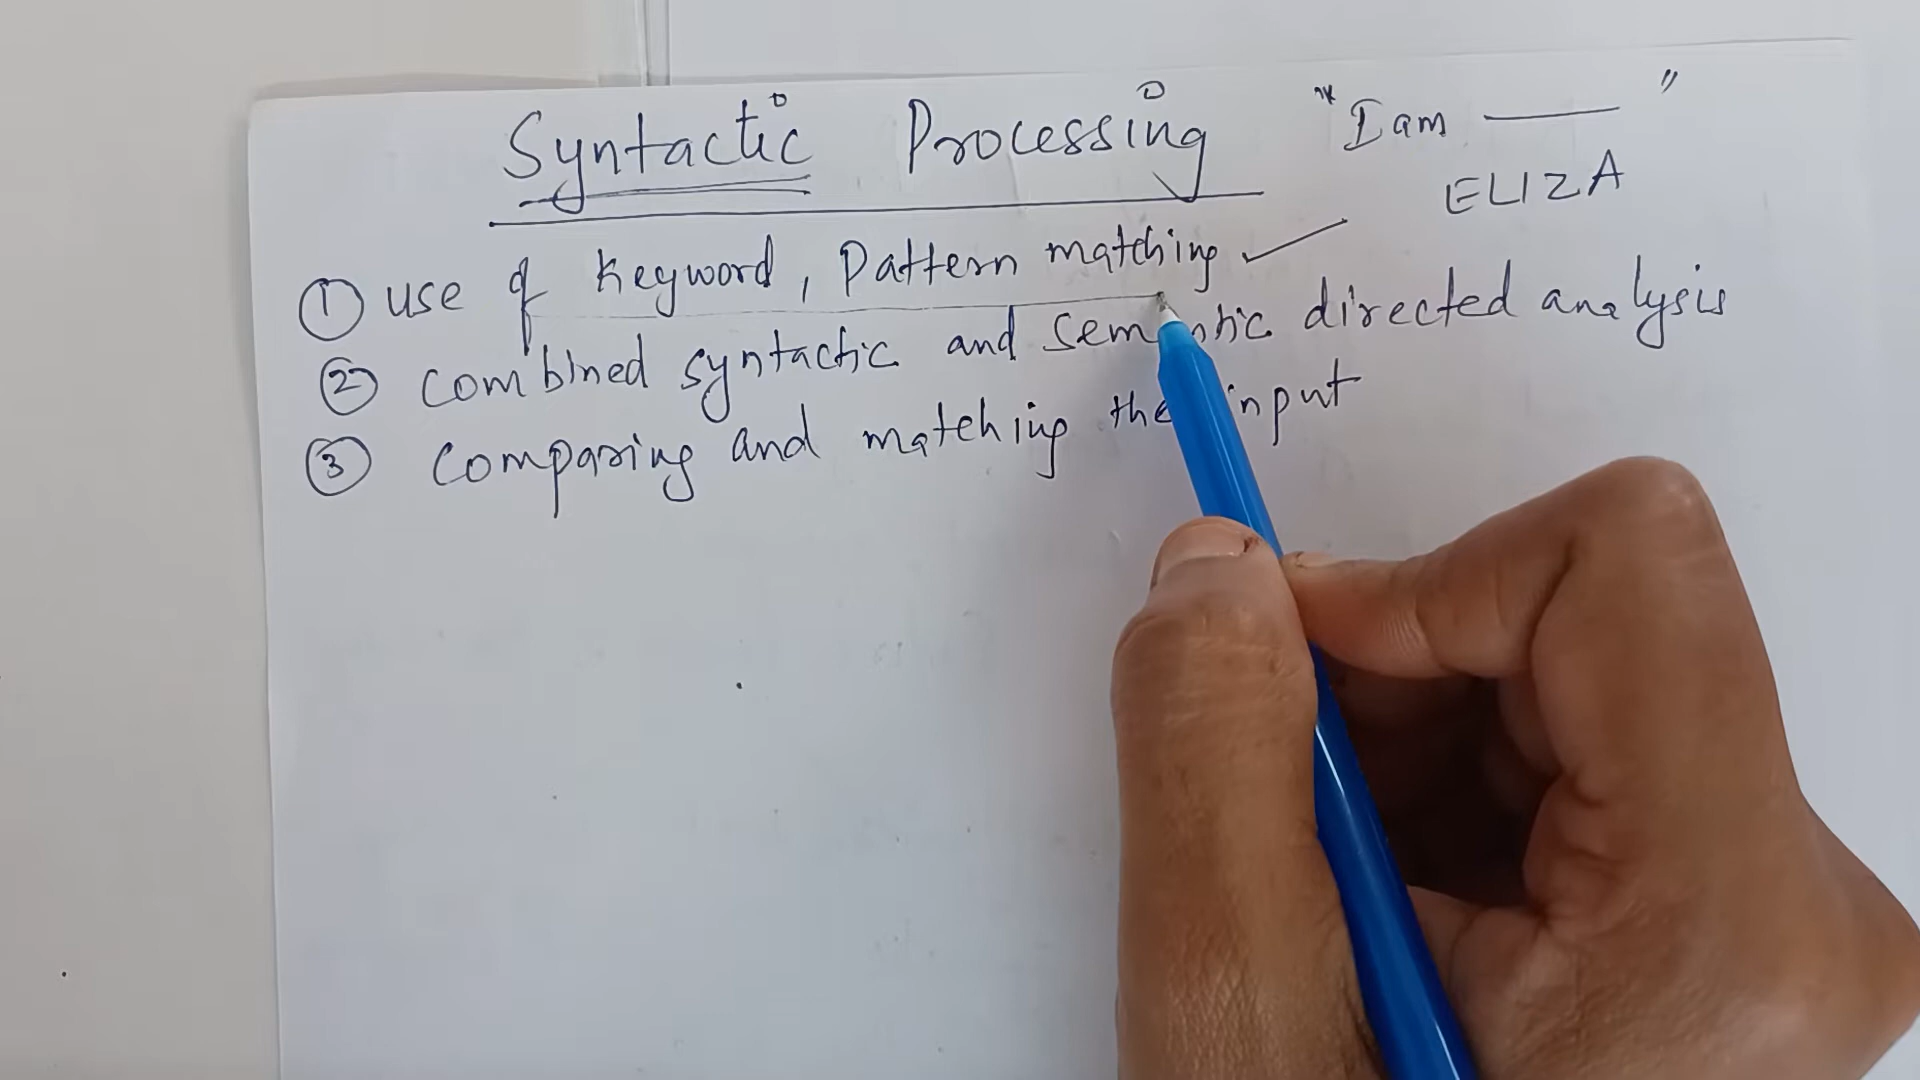 Syntactic Processing
"I am ——— "
ELIZA
① use of keyword, Pattern matching ✓
② combined syntactic and semantic directed analysis
③ comparing and matching the input